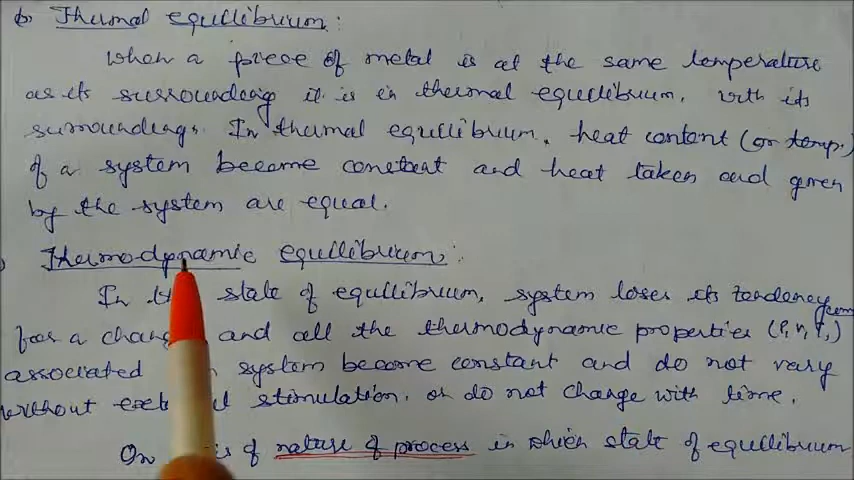 b) Thermal equilibrium :
When a piece of metal is at the same temperature
as its surrounding it is in thermal equilibrium, with its
surroundings. In thermal equilibrium, heat content (or temp.)
of a system become constant and heat taken and given
by the system are equal.
) Thermodynamic equilibrium :
In state of equilibrium, system loses its tendency
for a and all the thermodynamic properties (P, V, T,)
associated system become constant and do not vary
without stimulation, or do not change with time.
On of nature of process in which state of equilibrium